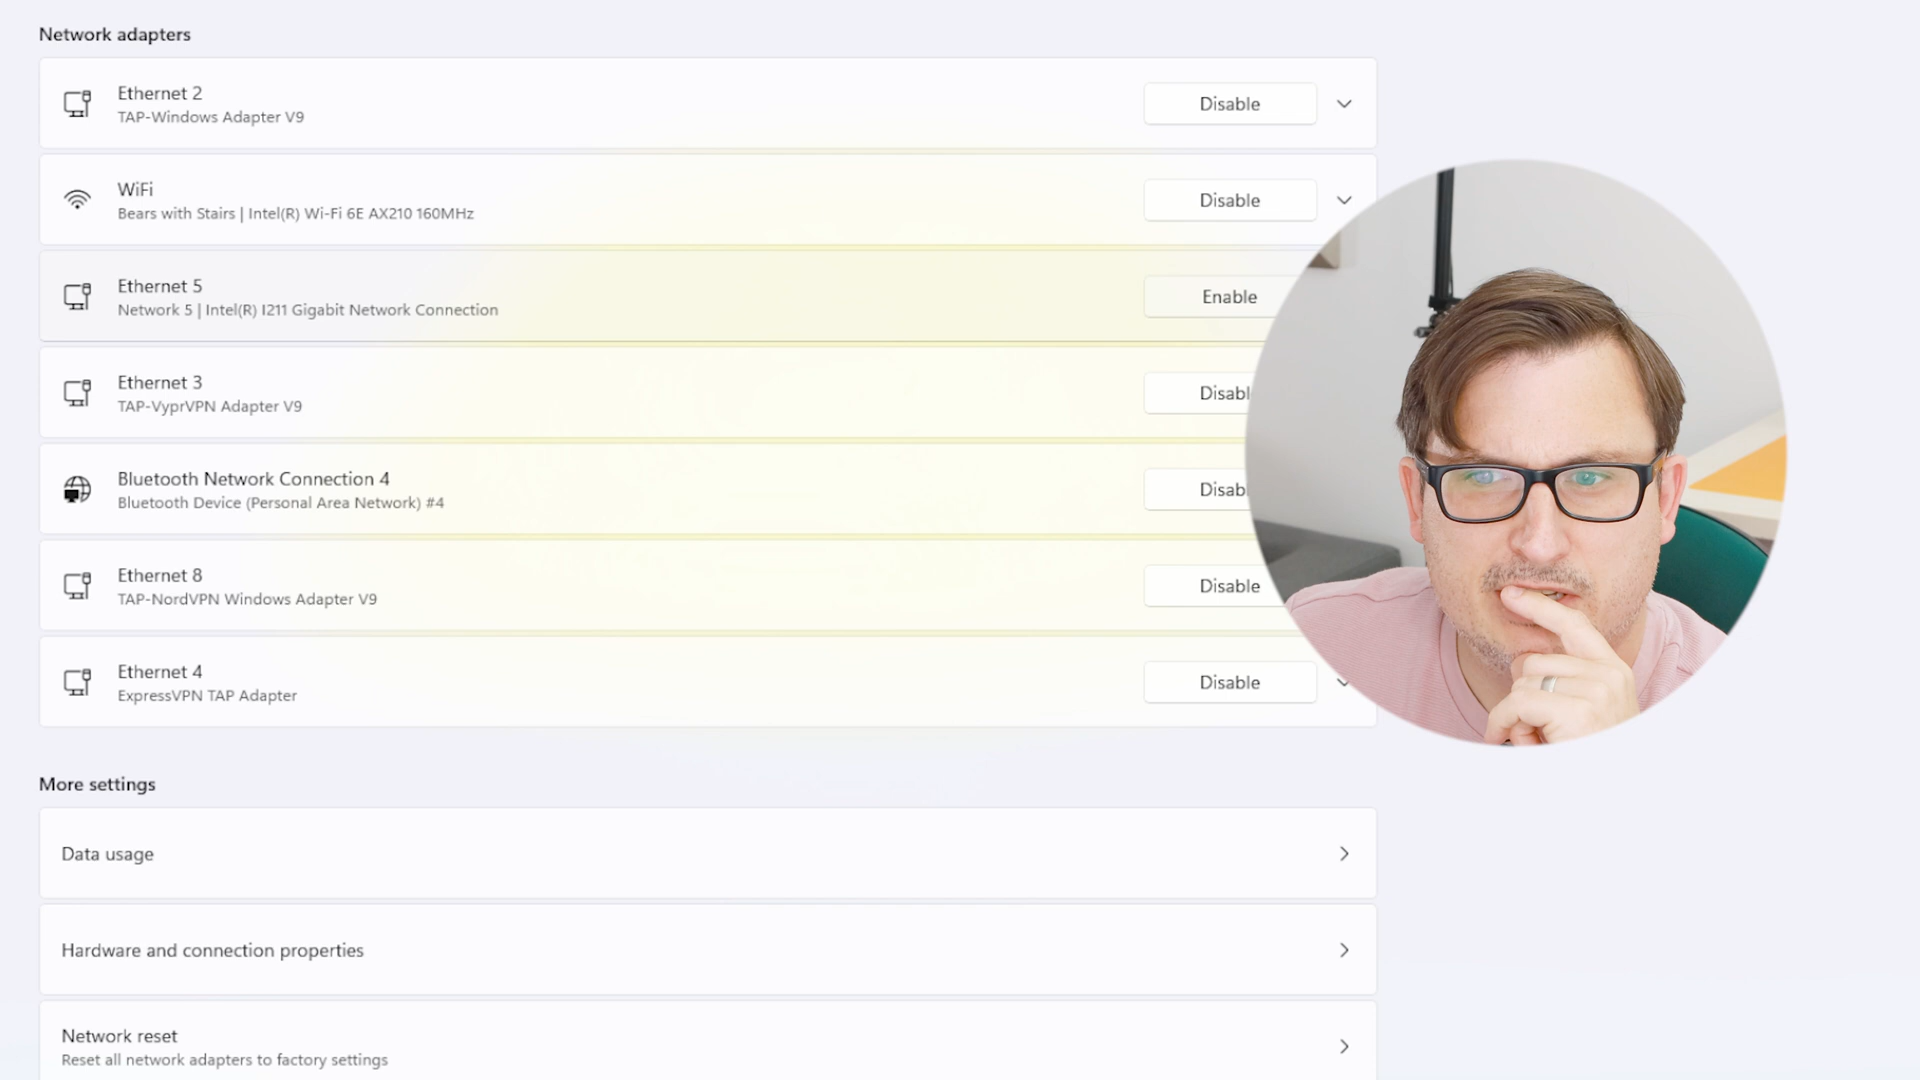 Network adapters
Ethernet 2
TAP-Windows Adapter V9
Disable
WiFi
Bears with Stairs | Intel(R) Wi-Fi 6E AX210 160MHz
Disable
Ethernet 5
Network 5 | Intel(R) I211 Gigabit Network Connection
Enable
Ethernet 3
TAP-VyprVPN Adapter V9
Disabl
Bluetooth Network Connection 4
Bluetooth Device (Personal Area Network) #4
Disab
Ethernet 8
TAP-NordVPN Windows Adapter V9
Disable
Ethernet 4
ExpressVPN TAP Adapter
Disable
More settings
Data usage
Hardware and connection properties
Network reset
Reset all network adapters to factory settings